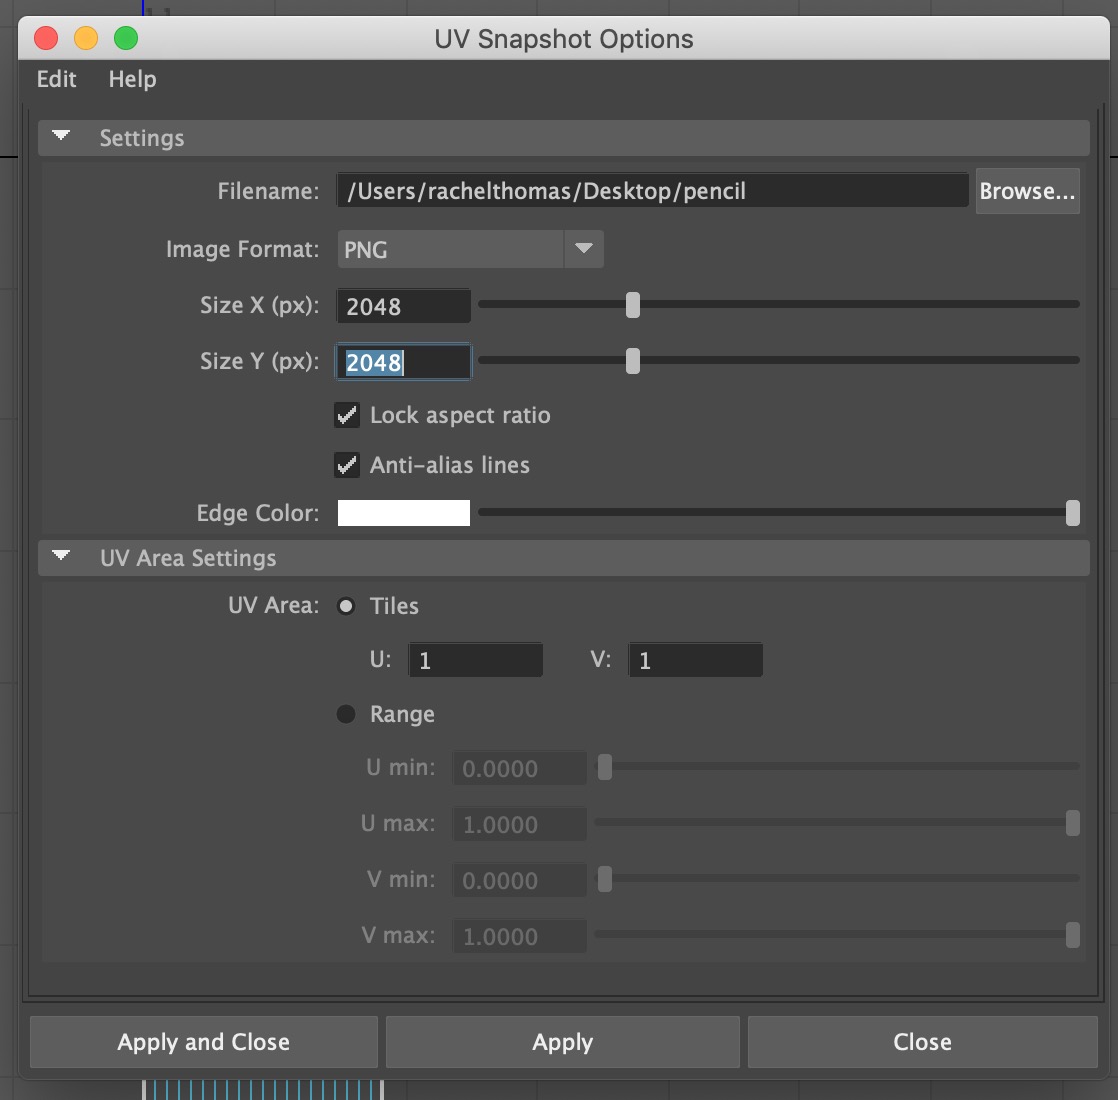 UV Snapshot Options
Edit Help
Settings
Filename: /Users/rachelthomas/Desktop/pencil Browse...
Image Format: PNG
Size X (px): 2048
Size Y (px): 2048
Lock aspect ratio
Anti-alias lines
Edge Color:
UV Area Settings
UV Area: Tiles
U: 1 V: 1
Range
U min: 0.0000
U max: 1.0000
V min: 0.0000
V max: 1.0000
Apply and Close Apply Close